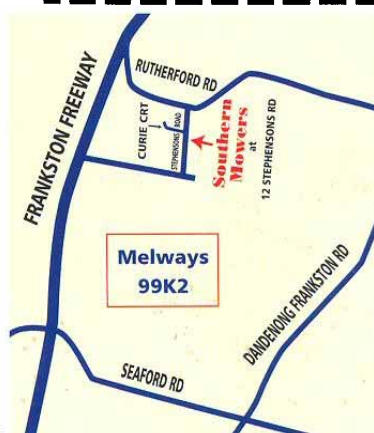 FRANKSTON FREEWAY
RUTHERFORD RD
CURIE CRT
STEPHENSONS ROAD
Southern
Mowers
at
12 STEPHENSONS RD
Melways
99K2
DANDENONG FRANKSTON RD
SEAFORD RD